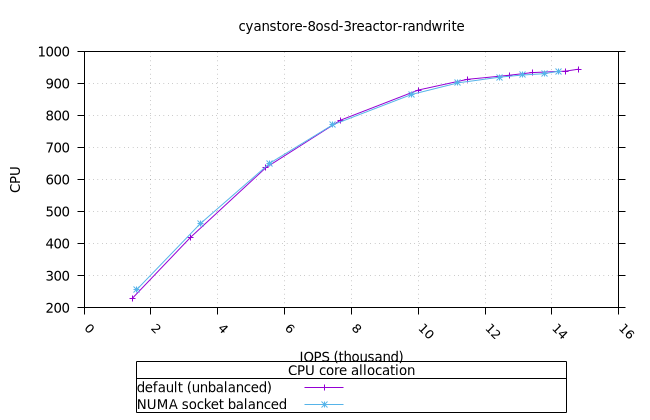 cyanstore-8osd-3reactor-randwrite
1000
900
800
700
600
500
400
300
200
CPU
0 2 4 6 8 10 12 14 16
IOPS (thousand)
CPU core allocation
default (unbalanced)
NUMA socket balanced